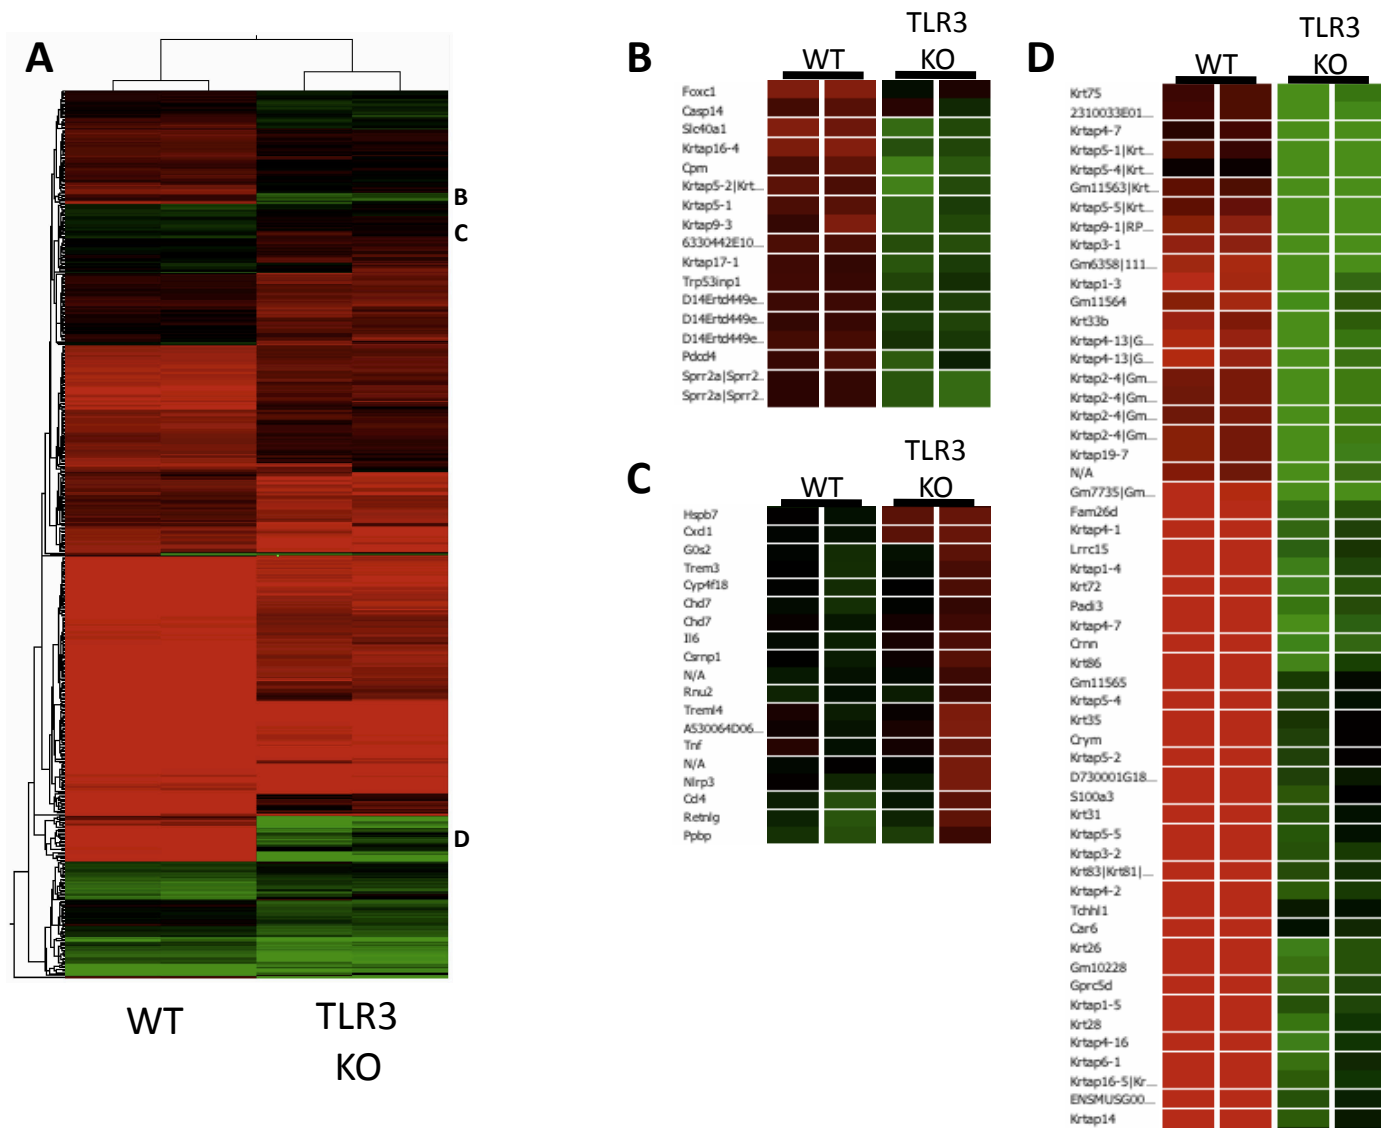 A
B
C
D
WT
TLR3
KO
B
WT
TLR3
KO
Foxc1
Casp14
Slc40a1
Krtap16-4
Cpm
Krtap5-2|Krt...
Krtap5-1
Krtap9-3
6330442E10...
Krtap17-1
Trp53inp1
D14Ertd449e...
D14Ertd449e...
D14Ertd449e...
Pdcd4
Sprr2a|Sprr2...
Sprr2a|Sprr2...
C
WT
TLR3
KO
Hspb7
Cxcl1
G0s2
Trem3
Cyp4f18
Chd7
Chd7
Il6
Csrnp1
N/A
Rnu2
Treml4
A530064D06...
Tnf
N/A
Nlrp3
Ccl4
Retnlg
Ppbp
D
WT
TLR3
KO
Krt75
2310033E01...
Krtap4-7
Krtap5-1|Krt...
Krtap5-4|Krt...
Gm11563|Krt...
Krtap5-5|Krt...
Krtap9-1|RP...
Krtap3-1
Gm6358|111...
Krtap1-3
Gm11564
Krt33b
Krtap4-13|G...
Krtap4-13|G...
Krtap2-4|Gm...
Krtap2-4|Gm...
Krtap2-4|Gm...
Krtap2-4|Gm...
Krtap19-7
N/A
Gm7735|Gm...
Fam26d
Krtap4-1
Lrrc15
Krtap1-4
Krt72
Padi3
Krtap4-7
Crnn
Krt86
Gm11565
Krtap5-4
Krt35
Crym
Krtap5-2
D730001G18...
S100a3
Krt31
Krtap5-5
Krtap3-2
Krt83|Krt81|...
Krtap4-2
Tchhl1
Car6
Krt26
Gm10228
Gprc5d
Krtap1-5
Krt28
Krtap4-16
Krtap6-1
Krtap16-5|Kr...
ENSMUSG00...
Krtap14